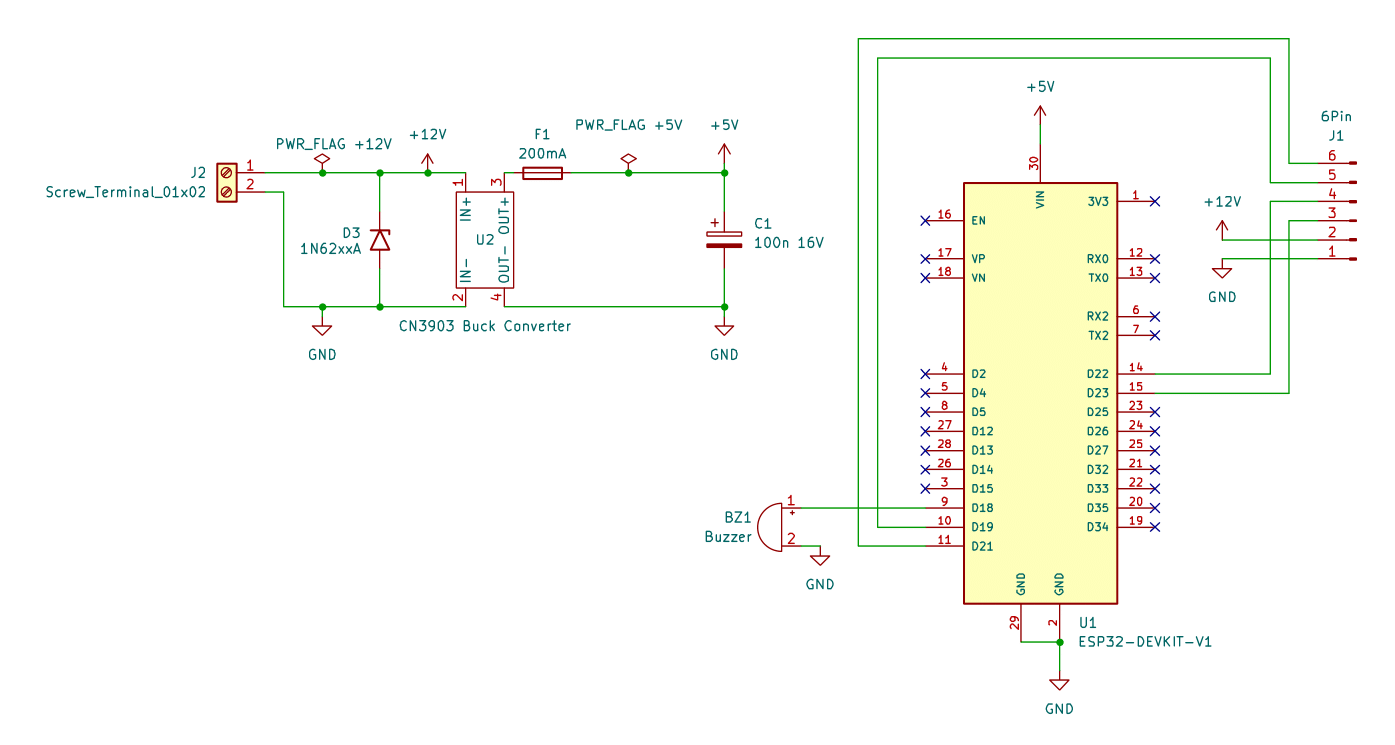 PWR_FLAG +12V
+12V
F1
200mA
PWR_FLAG +5V
+5V
J2
Screw_Terminal_01x02
1
2
D3
1N62xxA
1
3
IN+
OUT+
U2
IN-
OUT-
2
4
CN3903 Buck Converter
+
C1
100n 16V
GND
GND
+5V
30
VIN
16
EN
17
VP
18
VN
4
D2
5
D4
8
D5
27
D12
28
D13
26
D14
3
D15
9
D18
10
D19
11
D21
3V3
1
RX0
12
TX0
13
RX2
6
TX2
7
D22
14
D23
15
D25
23
D26
24
D27
25
D32
21
D33
22
D35
20
D34
19
GND
GND
29
2
U1
ESP32-DEVKIT-V1
GND
BZ1
Buzzer
1
+
2
GND
6Pin
J1
6
5
4
3
2
1
+12V
GND